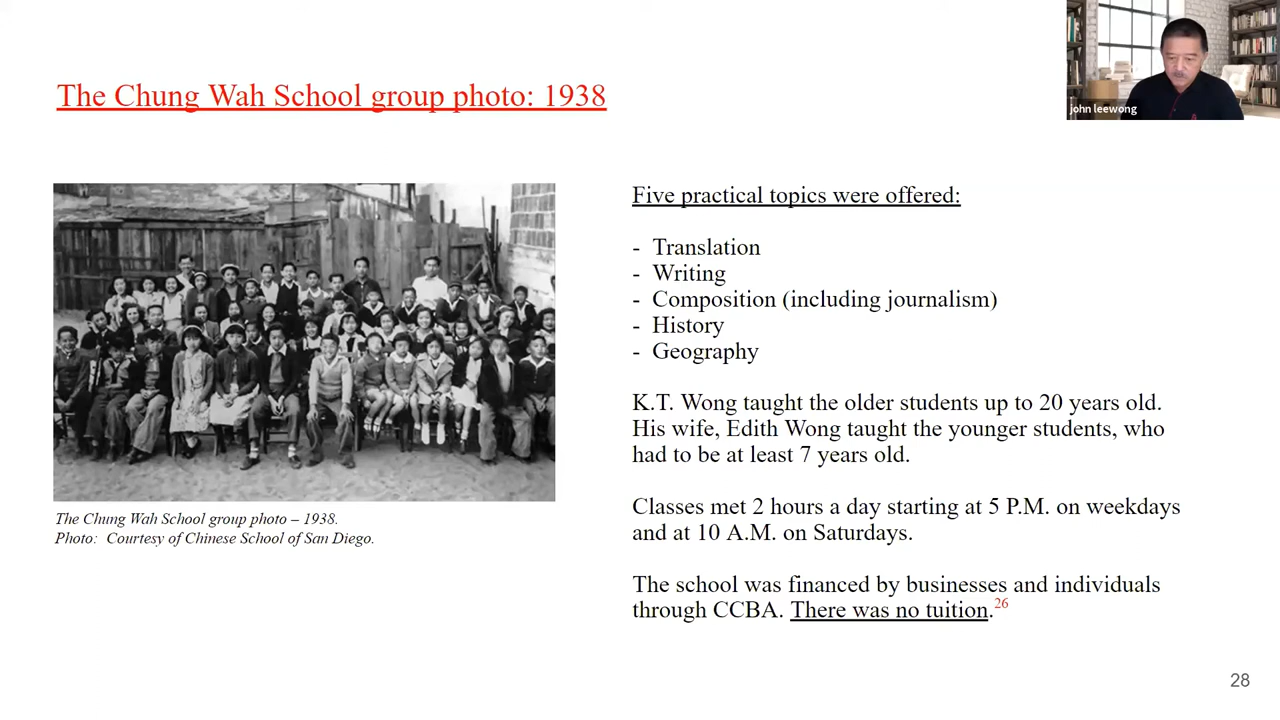 john leewong
The Chung Wah School group photo: 1938
The Chung Wah School group photo – 1938.
Photo: Courtesy of Chinese School of San Diego.
Five practical topics were offered:
- Translation
- Writing
- Composition (including journalism)
- History
- Geography
K.T. Wong taught the older students up to 20 years old.
His wife, Edith Wong taught the younger students, who
had to be at least 7 years old.
Classes met 2 hours a day starting at 5 P.M. on weekdays
and at 10 A.M. on Saturdays.
The school was financed by businesses and individuals
through CCBA. There was no tuition.26
28